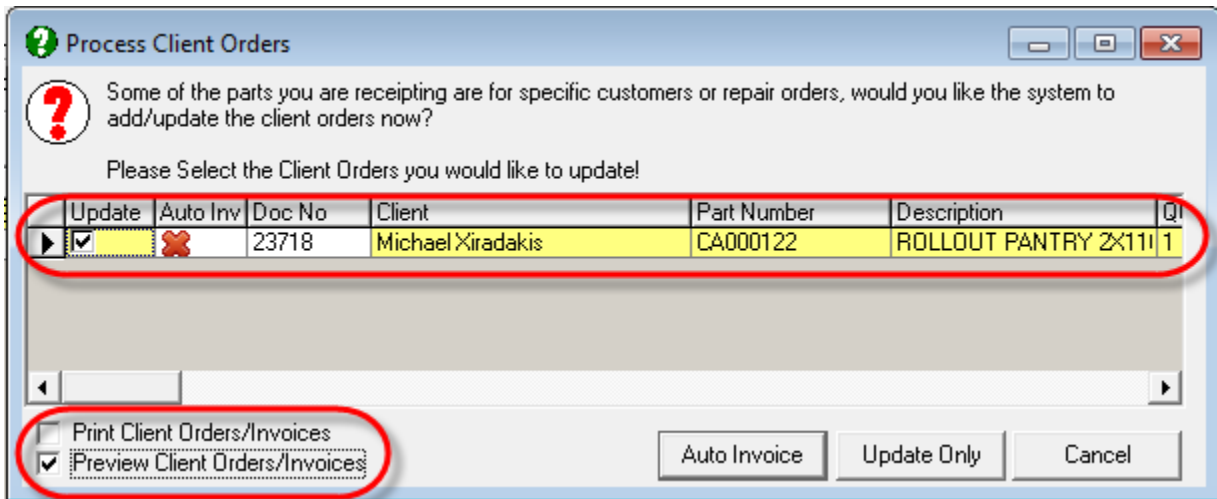 Process Client Orders
Some of the parts you are receipting are for specific customers or repair orders, would you like the system to
add/update the client orders now?
Please Select the Client Orders you would like to update!
Update Auto Inv Doc No Client Part Number Description
23718 Michael Xiradakis CA000122 ROLLOUT PANTRY 1
Print Client Orders/Invoices
Preview Client Orders/Invoices
Auto Invoice Update Only Cancel